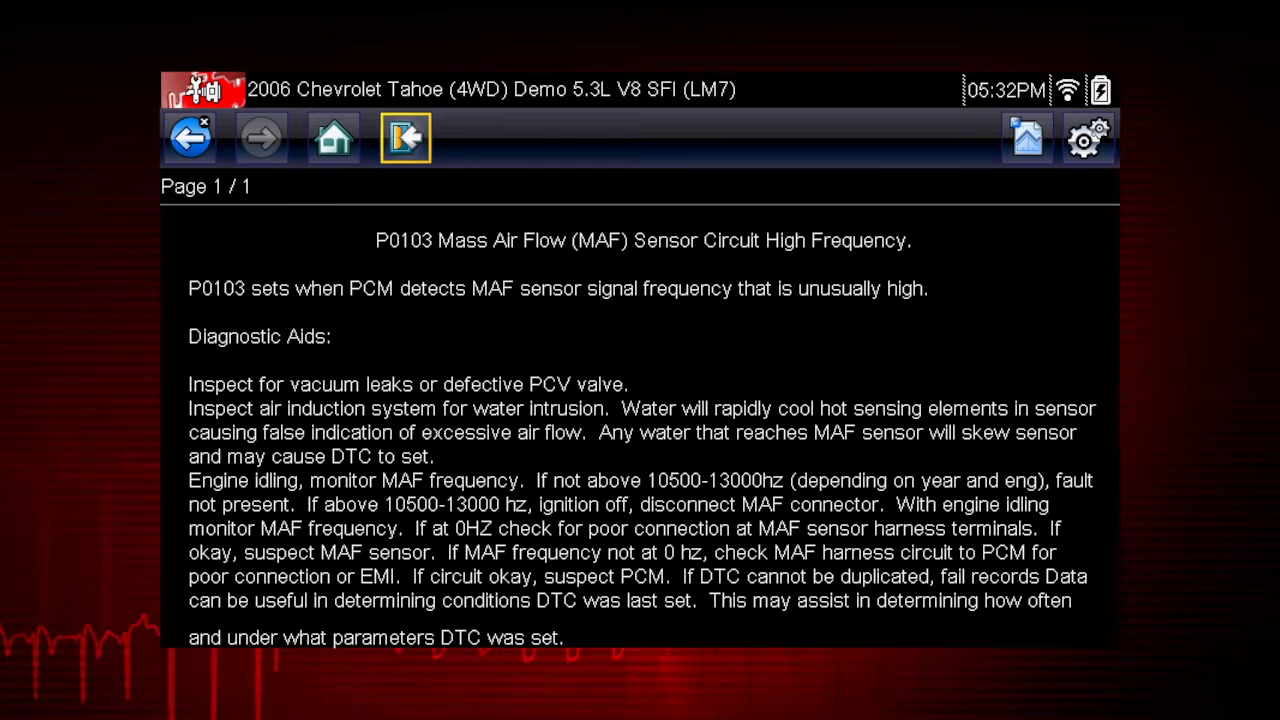 2006 Chevrolet Tahoe (4WD) Demo 5.3L V8 SFI (LM7)
05:32PM
Page 1 / 1
P0103 Mass Air Flow (MAF) Sensor Circuit High Frequency.
P0103 sets when PCM detects MAF sensor signal frequency that is unusually high.
Diagnostic Aids:
Inspect for vacuum leaks or defective PCV valve.
Inspect air induction system for water intrusion.  Water will rapidly cool hot sensing elements in sensor
causing false indication of excessive air flow.  Any water that reaches MAF sensor will skew sensor
and may cause DTC to set.
Engine idling, monitor MAF frequency.  If not above 10500-13000hz (depending on year and eng), fault
not present.  If above 10500-13000 hz, ignition off, disconnect MAF connector.  With engine idling
monitor MAF frequency.  If at 0HZ check for poor connection at MAF sensor harness terminals.  If
okay, suspect MAF sensor.  If MAF frequency not at 0 hz, check MAF harness circuit to PCM for
poor connection or EMI.  If circuit okay, suspect PCM.  If DTC cannot be duplicated, fail records Data
can be useful in determining conditions DTC was last set.  This may assist in determining how often
and under what parameters DTC was set.